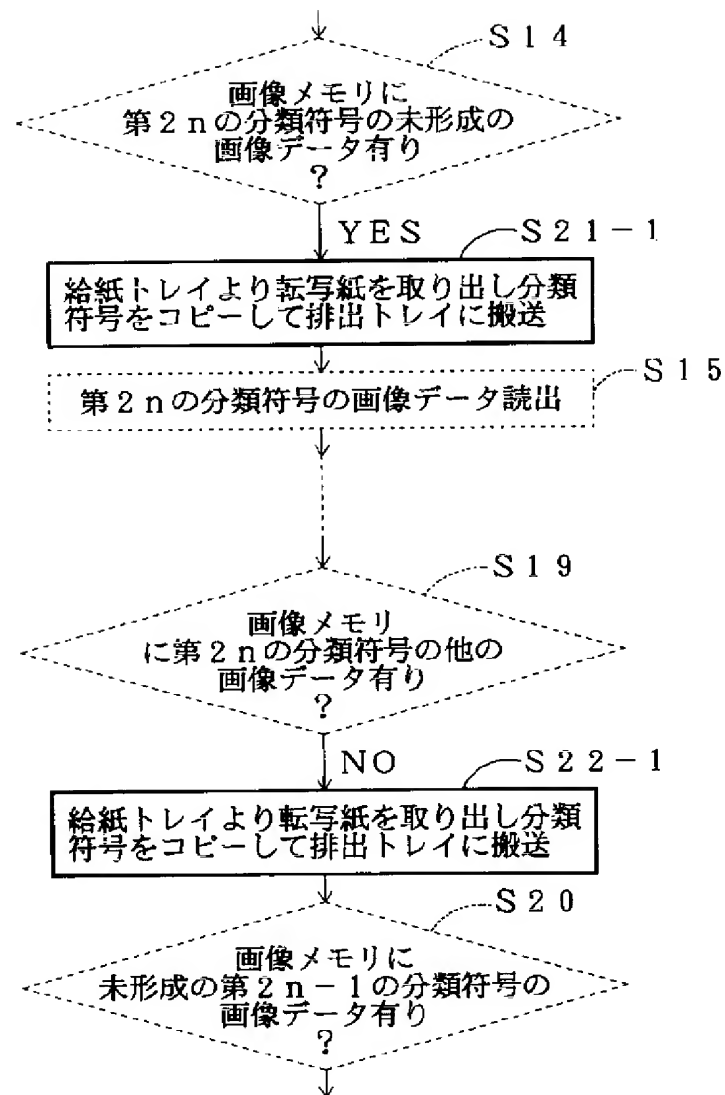 S14
画像メモリに
第2nの分類符号の未形成の
画像データ有り
?
YES
S21-1
給紙トレイより転写紙を取り出し分類
符号をコピーして排出トレイに搬送
S15
第2nの分類符号の画像データ読出
S19
画像メモリ
に第2nの分類符号の他の
画像データ有り
?
NO
S22-1
給紙トレイより転写紙を取り出し分類
符号をコピーして排出トレイに搬送
S20
画像メモリに
未形成の第2n-1の分類符号の
画像データ有り
?